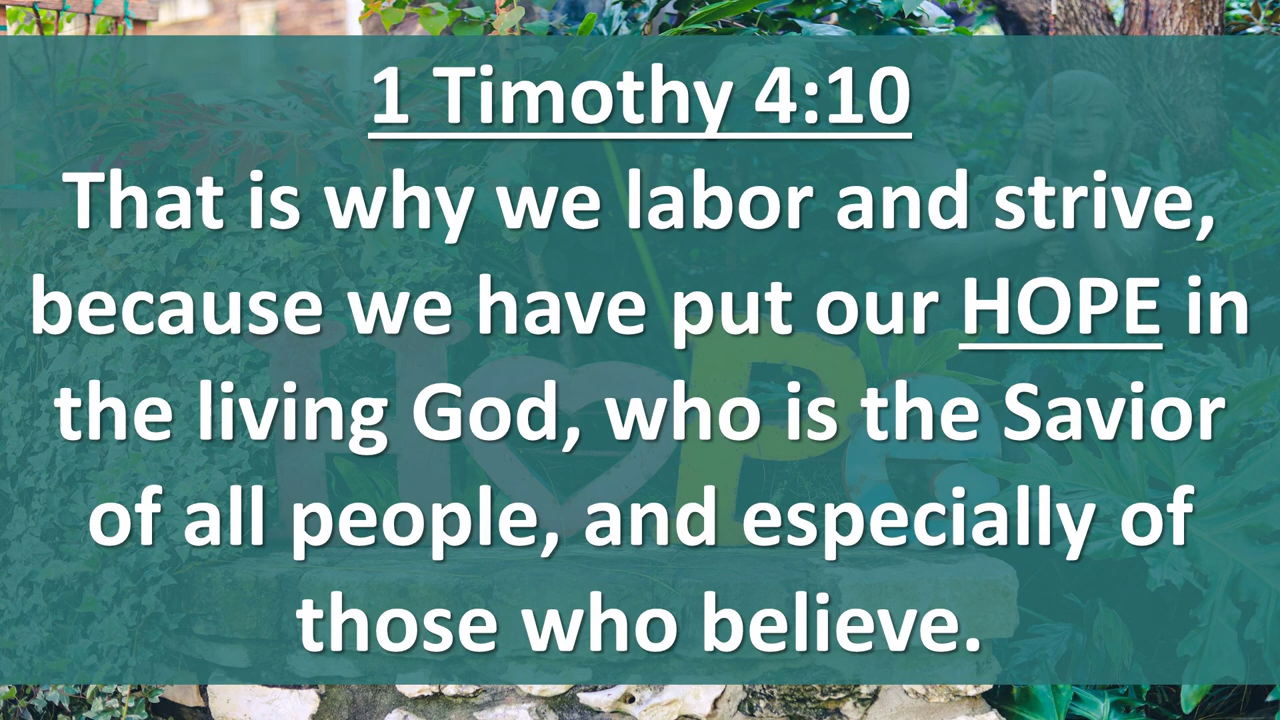 1 Timothy 4:10
That is why we labor and strive,
because we have put our HOPE in
the living God, who is the Savior
of all people, and especially of
those who believe.
HOPe